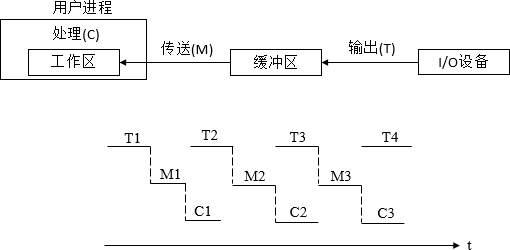 用户进程
处理(C)
工作区
传送(M)
缓冲区
输出(T)
I/O设备
T1 T2 T3 T4
M1 M2 M3
C1 C2 C3
t